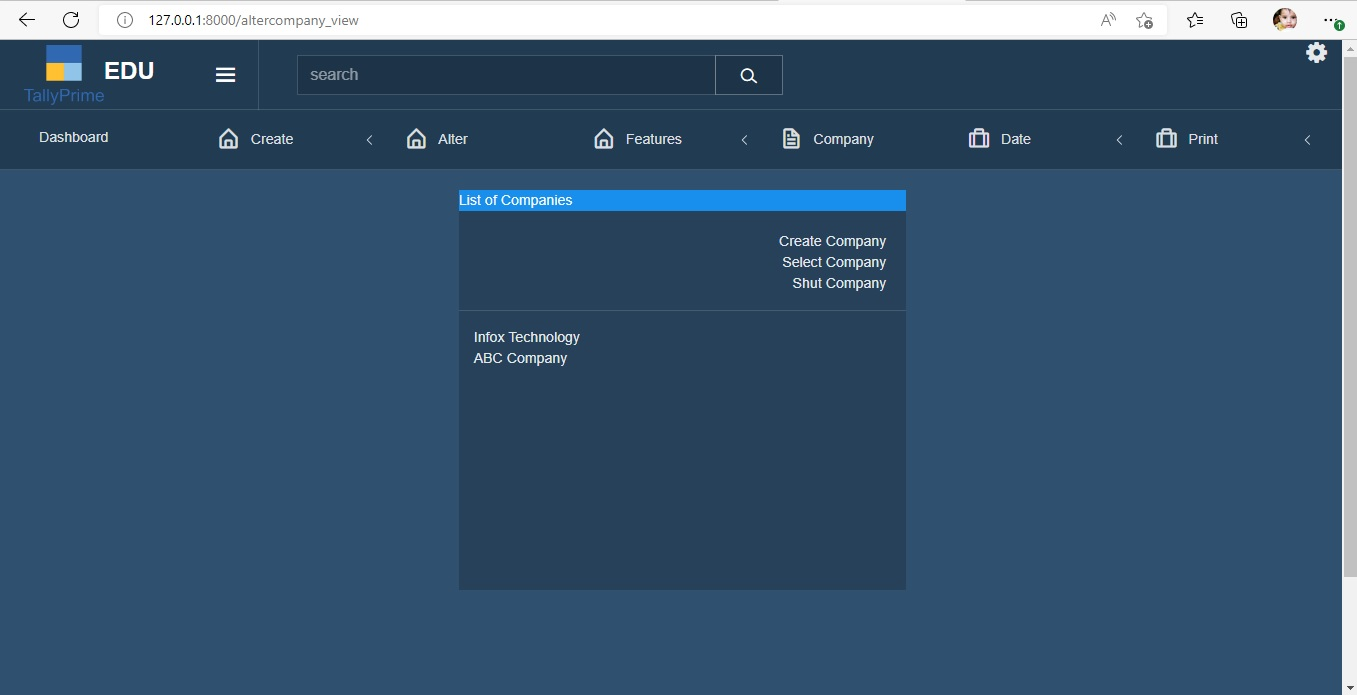 127.0.0.1:8000/altercompany_view
EDU
TallyPrime
search
Dashboard Create Alter Features Company Date Print
List of Companies
Create Company
Select Company
Shut Company
Infox Technology
ABC Company